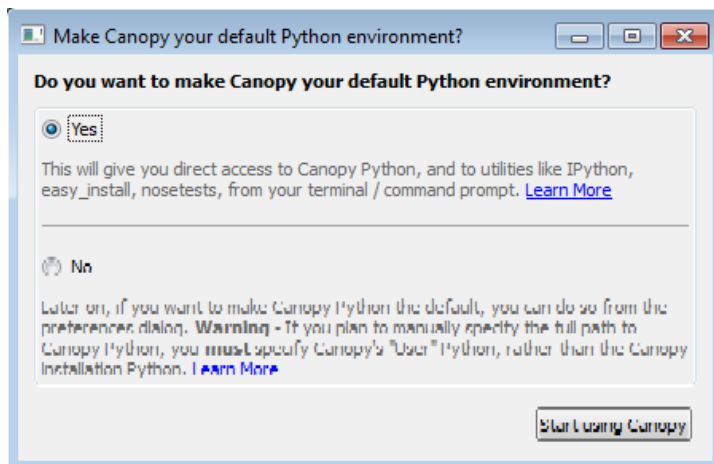 Make Canopy your default Python environment?
Do you want to make Canopy your default Python environment?
Yes
This will give you direct access to Canopy Python, and to utilities like IPython,
easy_install, nosetests, from your terminal / command prompt. Learn More
No
Later on, if you want to make Canopy Python the default, you can do so from the
preferences dialog. Warning - If you plan to manually specify the full path to
Canopy Python, you must specify Canopy's "User" Python, rather than the Canopy
Installation Python. Learn More
Start using Canopy